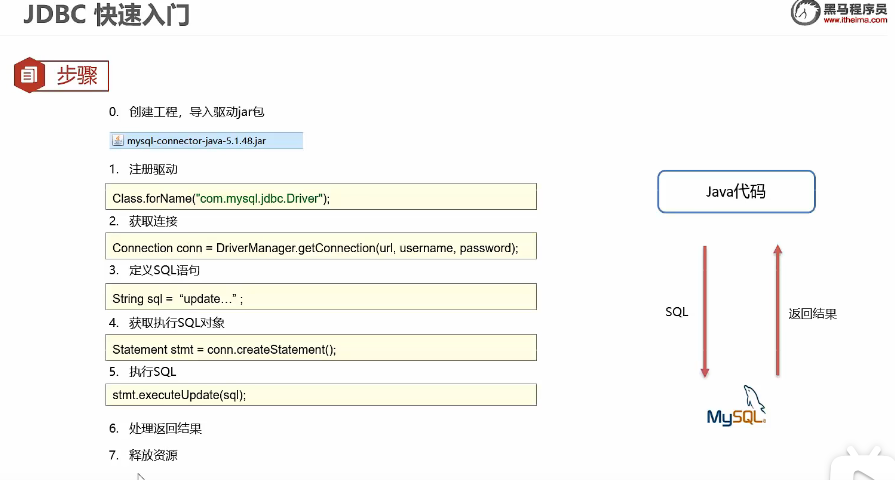 JDBC 快速入门
黑马程序员
www.itheima.com
步骤
0. 创建工程，导入驱动jar包
mysql-connector-java-5.1.48.jar
1. 注册驱动
Class.forName("com.mysql.jdbc.Driver");
2. 获取连接
Connection conn = DriverManager.getConnection(url, username, password);
3. 定义SQL语句
String sql = “update…” ;
4. 获取执行SQL对象
Statement stmt = conn.createStatement();
5. 执行SQL
stmt.executeUpdate(sql);
6. 处理返回结果
7. 释放资源
Java代码
SQL
返回结果
MySQL